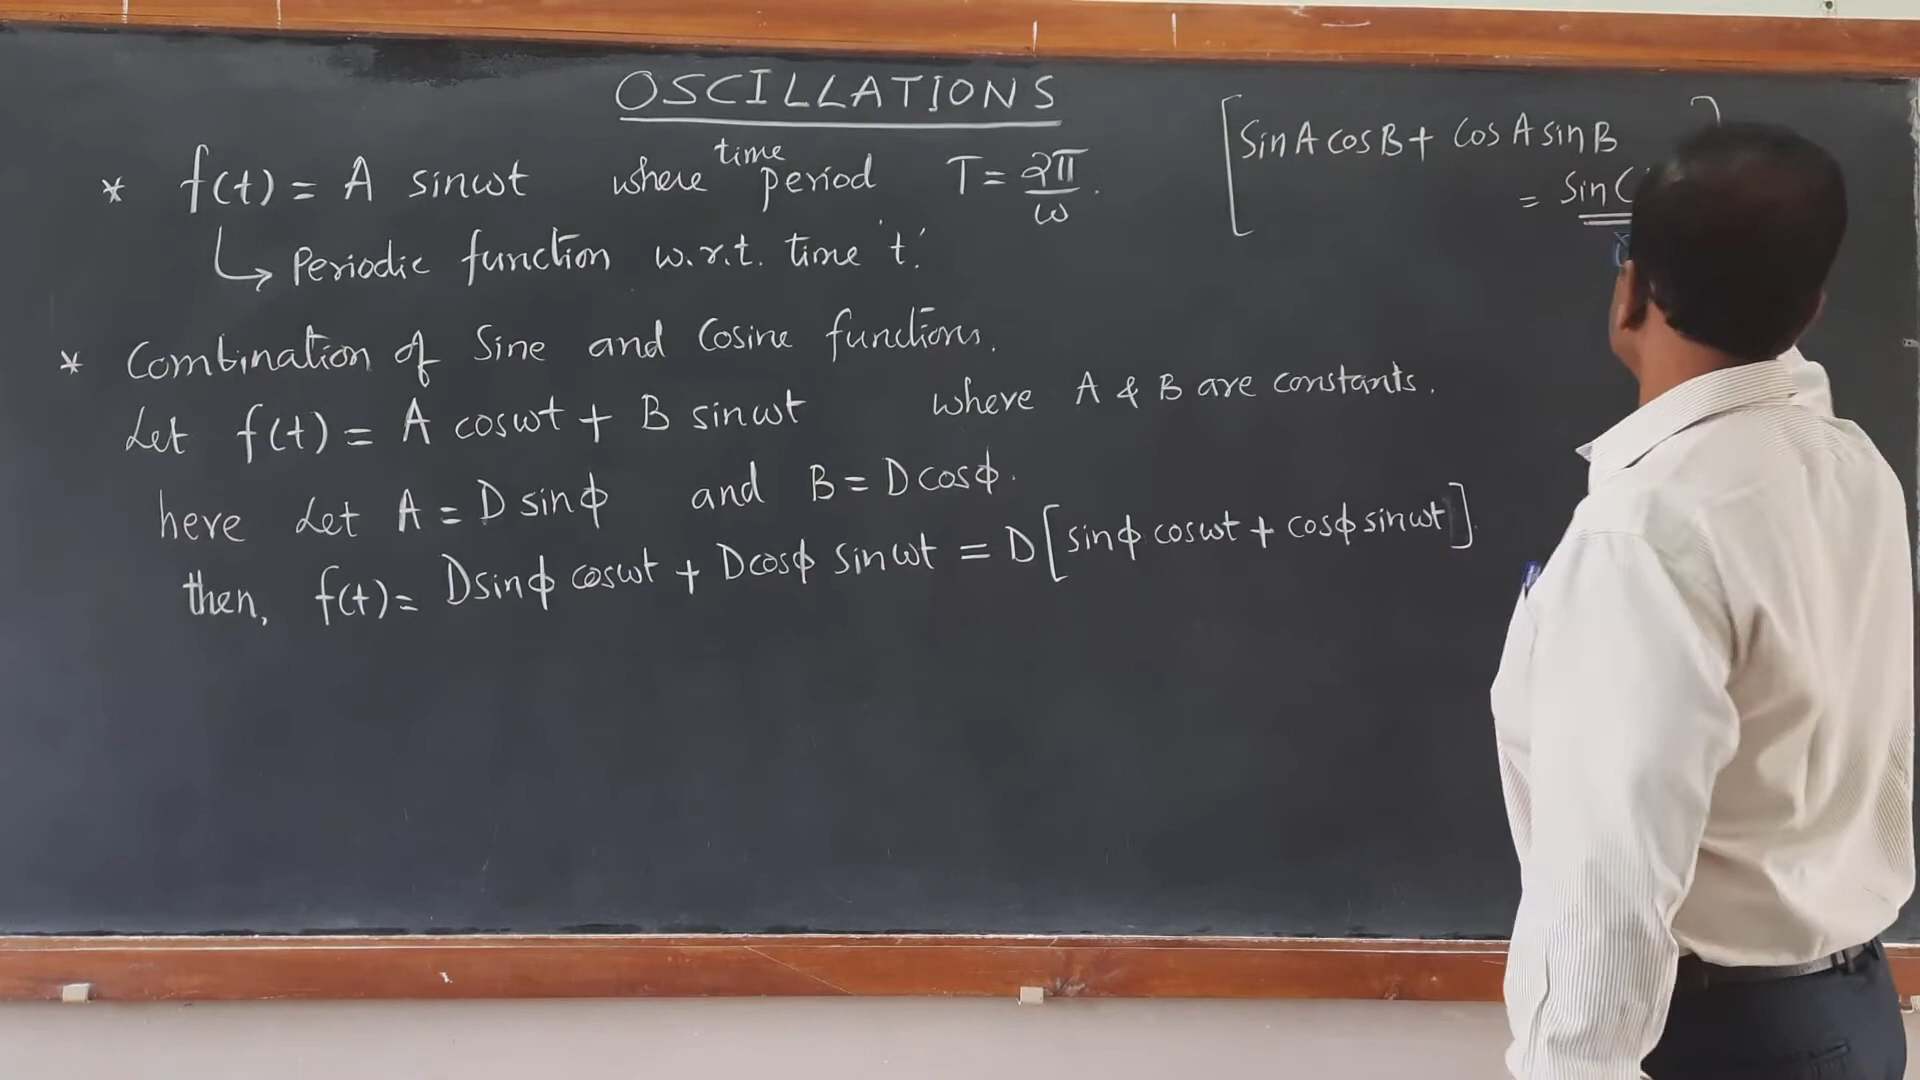 OSCILLATIONS
* f(t) = A sinωt where time period T = 2π/ω.
↳ Periodic function w.r.t. time 't'.
* Combination of Sine and Cosine functions.
Let f(t) = A cosωt + B sinωt where A & B are constants.
here Let A = D sinϕ and B = D cosϕ.
then, f(t) = Dsinϕ cosωt + Dcosϕ sinωt = D[sinϕ cosωt + cosϕ sinωt].
[Sin A cos B + Cos A sin B ]
= Sin(